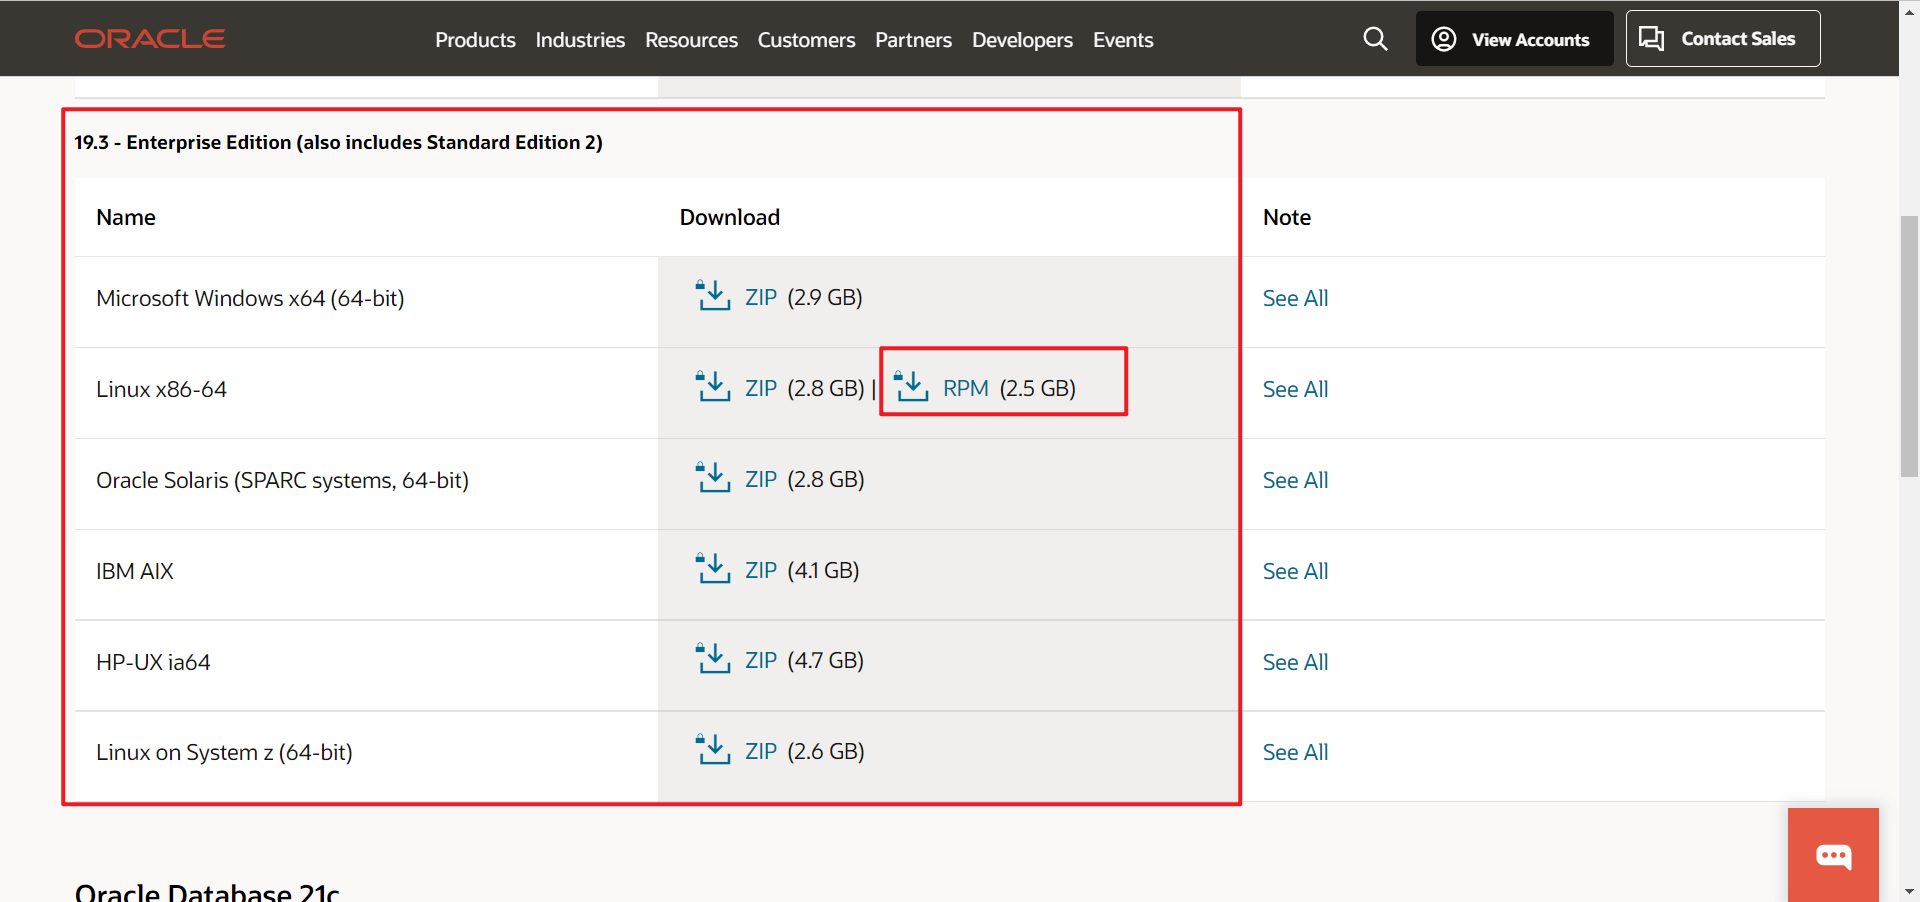 ORACLE Products Industries Resources Customers Partners Developers Events View Accounts Contact Sales
19.3 - Enterprise Edition (also includes Standard Edition 2)
Name Download Note
Microsoft Windows x64 (64-bit) ZIP (2.9 GB) See All
Linux x86-64 ZIP (2.8 GB) | RPM (2.5 GB) See All
Oracle Solaris (SPARC systems, 64-bit) ZIP (2.8 GB) See All
IBM AIX ZIP (4.1 GB) See All
HP-UX ia64 ZIP (4.7 GB) See All
Linux on System z (64-bit) ZIP (2.6 GB) See All
Oracle Database 21c